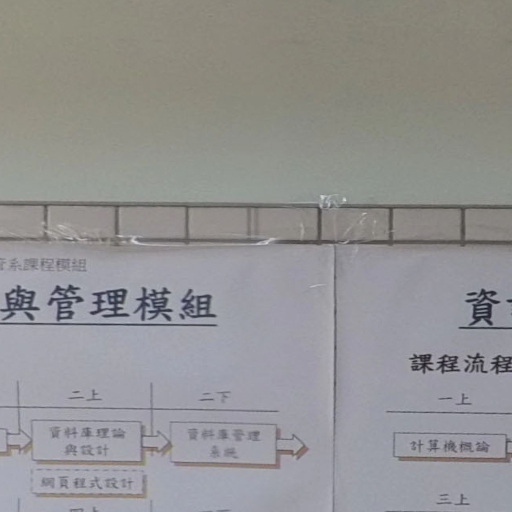 系課程模組
與管理模組
二上 二下
資料庫理論
與設計
資料庫管理
系統
網頁程式設計
資
課程流程
一上
計算機概論
三上